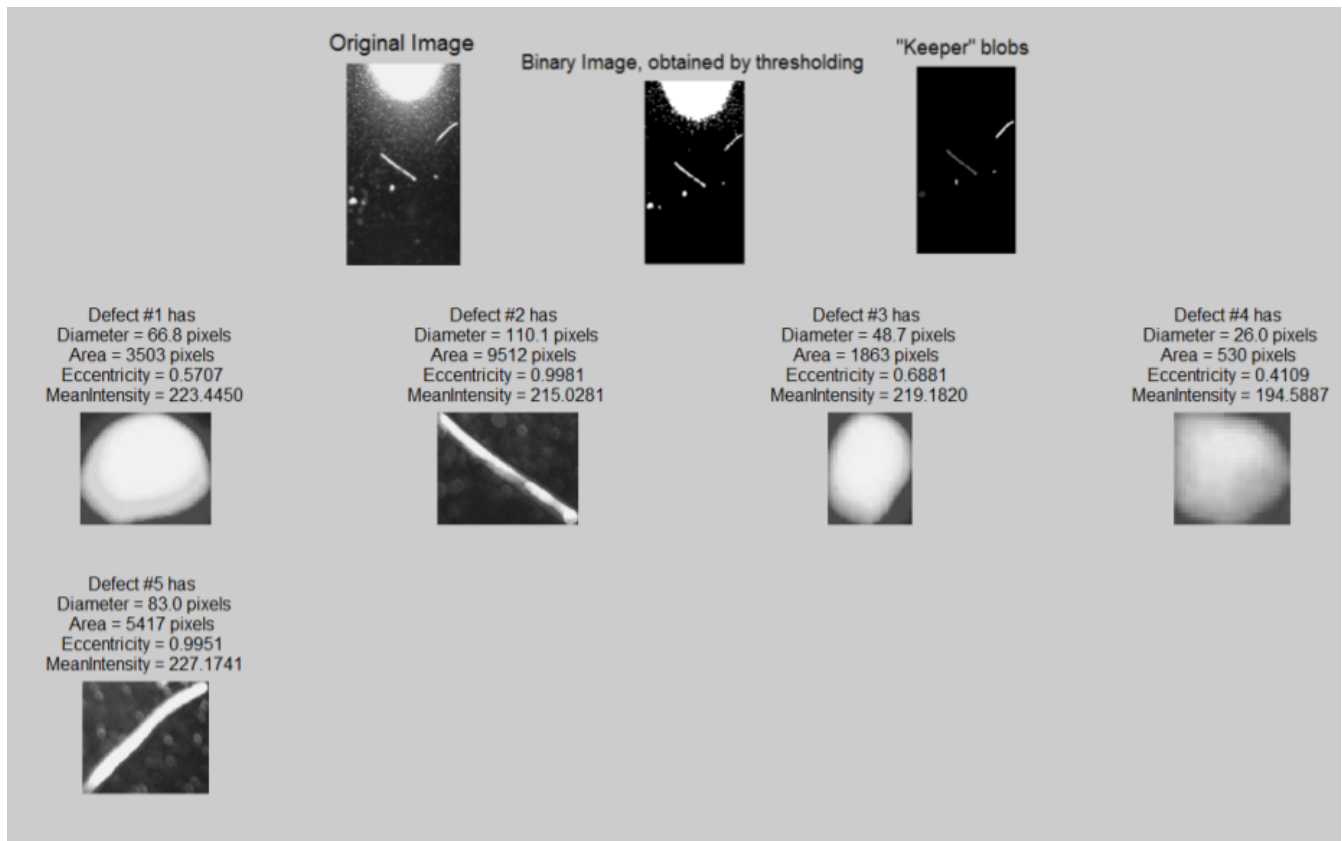 Original Image
Binary Image, obtained by thresholding
"Keeper" blobs
Defect #1 has
Diameter = 66.8 pixels
Area = 3503 pixels
Eccentricity = 0.5707
MeanIntensity = 223.4450
Defect #2 has
Diameter = 110.1 pixels
Area = 9512 pixels
Eccentricity = 0.9981
MeanIntensity = 215.0281
Defect #3 has
Diameter = 48.7 pixels
Area = 1863 pixels
Eccentricity = 0.6881
MeanIntensity = 219.1820
Defect #4 has
Diameter = 26.0 pixels
Area = 530 pixels
Eccentricity = 0.4109
MeanIntensity = 194.5887
Defect #5 has
Diameter = 83.0 pixels
Area = 5417 pixels
Eccentricity = 0.9951
MeanIntensity = 227.1741